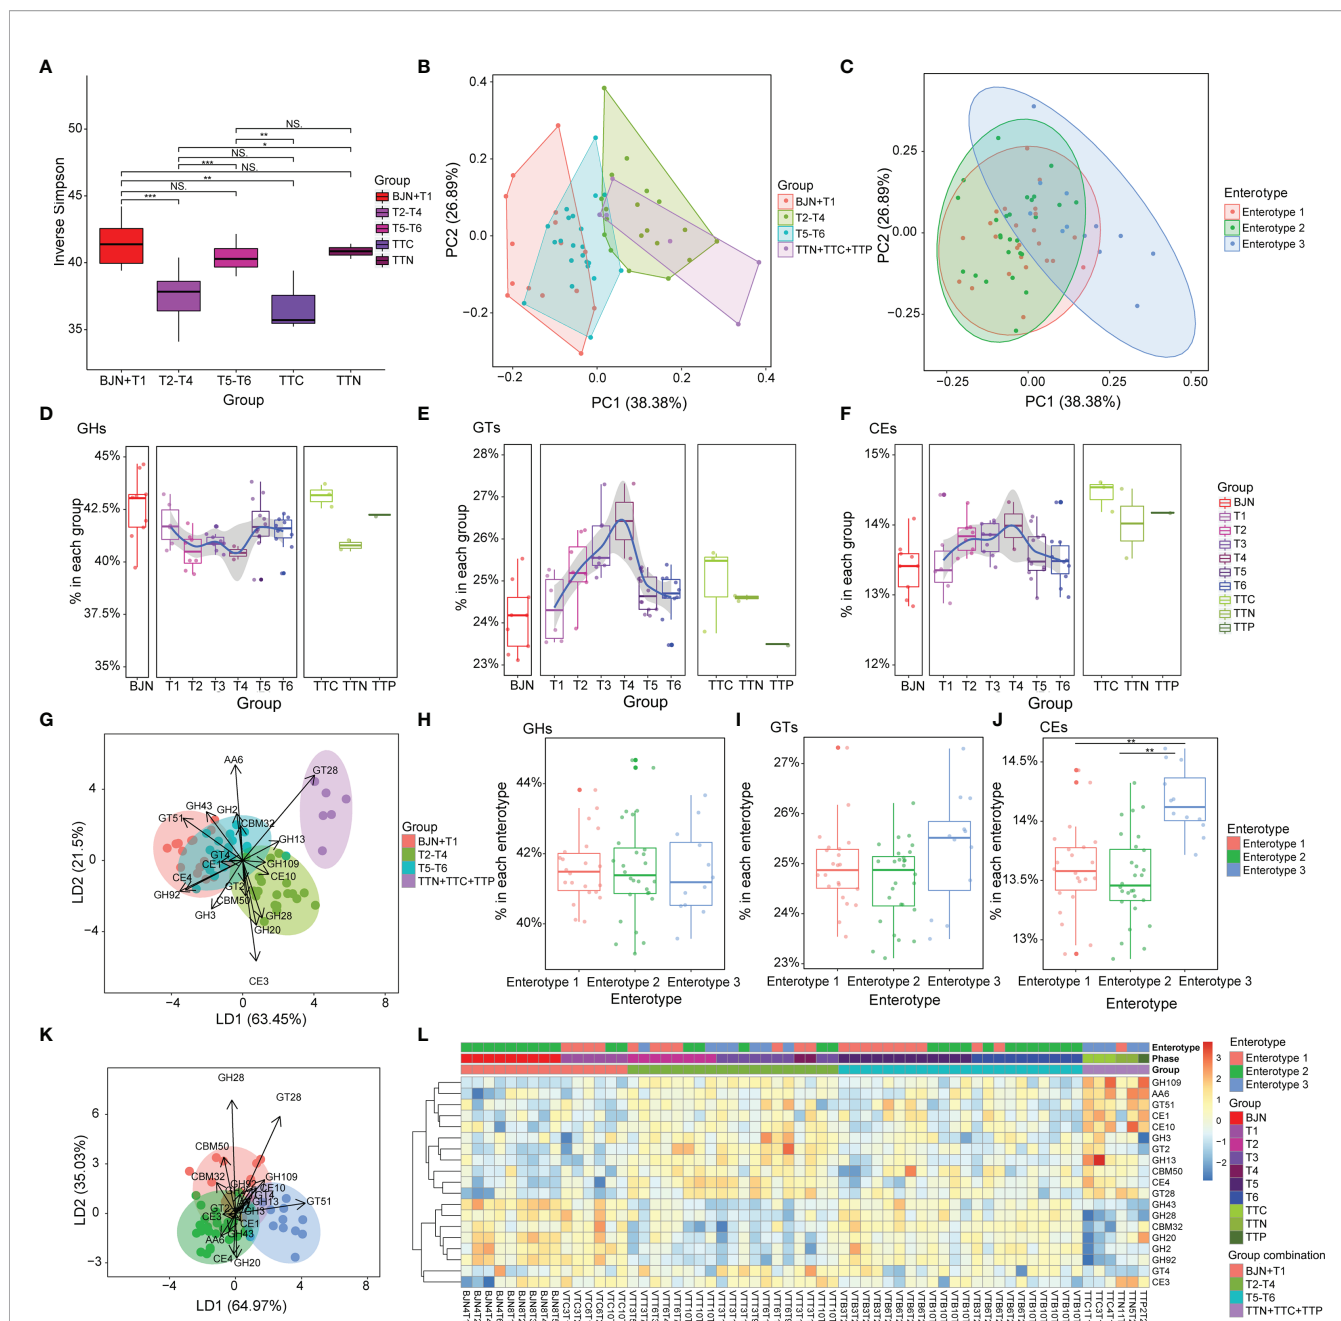 A
50
45
40
35
Inverse Simpson
NS.
**
*
NS.
***
NS.
**
NS.
***
BJN+T1 T2-T4 T5-T6 TTC TTN
Group
Group
BJN+T1
T2-T4
T5-T6
TTC
TTN
B
0.4
0.2
0.0
−0.2
PC2 (26.89%)
−0.2 0.0 0.2 0.4
PC1 (38.38%)
Group
BJN+T1
T2-T4
T5-T6
TTN+TTC+TTP
C
0.25
0.00
−0.25
PC2 (26.89%)
−0.25 0.00 0.25 0.50
PC1 (38.38%)
Enterotype
Enterotype 1
Enterotype 2
Enterotype 3
D
GHs
45%
42.5%
40%
37.5%
35%
% in each group
BJN T1 T2 T3 T4 T5 T6 TTC TTN TTP
Group
E
GTs
28%
27%
26%
25%
24%
23%
% in each group
BJN T1 T2 T3 T4 T5 T6 TTC TTN TTP
Group
F
CEs
15%
14%
13%
12%
% in each group
BJN T1 T2 T3 T4 T5 T6 TTC TTN TTP
Group
Group
BJN
T1
T2
T3
T4
T5
T6
TTC
TTN
TTP
G
4
0
−4
LD2 (21.5%)
AA6
GT28
GH43
GH2
GT51
CBM32
GH13
GT4
CE1
GH109
CE4
CE10
GH92
GT2
CBM50
GH3
GH28
GH20
CE3
−4 0 4 8
LD1 (63.45%)
Group
BJN+T1
T2-T4
T5-T6
TTN+TTC+TTP
H
GHs
44%
42%
40%
% in each enterotype
Enterotype 1 Enterotype 2 Enterotype 3
Enterotype
I
GTs
27%
26%
25%
24%
23%
% in each enterotype
Enterotype 1 Enterotype 2 Enterotype 3
Enterotype
J
CEs
**
**
14.5%
14%
13.5%
13%
% in each enterotype
Enterotype 1 Enterotype 2 Enterotype 3
Enterotype
Enterotype
Enterotype 1
Enterotype 2
Enterotype 3
K
6
3
0
−3
LD2 (35.03%)
GH28
GT28
CBM50
CBM32
GH92
GH109
CE10
GT4
GT51
GH13
GT2
GH3
CE3
CE1
GH43
AA6
CE4
GH20
−4 0 4 8
LD1 (64.97%)
L
Enterotype
Phase
Group
GH109
AA6
GT51
CE1
CE10
GH3
GT2
GH13
CBM50
CE4
GT28
GH43
GH28
CBM32
GH20
GH2
GH92
GT4
CE3
3
2
1
0
−1
−2
Enterotype
Enterotype 1
Enterotype 2
Enterotype 3
Group
BJN
T1
T2
T3
T4
T5
T6
TTC
TTN
TTP
Group combination
BJN+T1
T2-T4
T5-T6
TTN+TTC+TTP